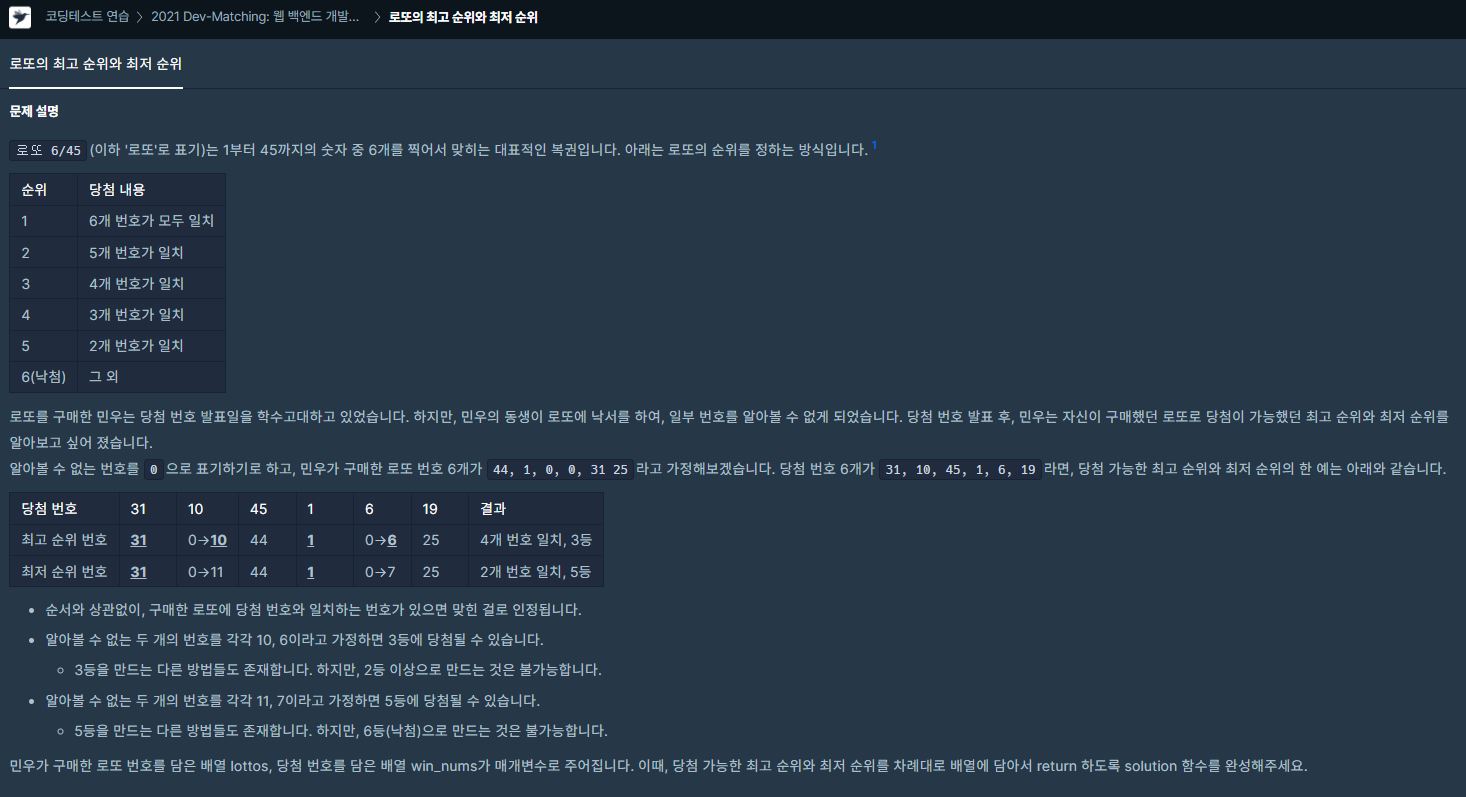 코딩테스트 연습 > 2021 Dev-Matching: 웹 백엔드 개발... > 로또의 최고 순위와 최저 순위
로또의 최고 순위와 최저 순위
문제 설명
로또 6/45 (이하 '로또'로 표기)는 1부터 45까지의 숫자 중 6개를 찍어서 맞히는 대표적인 복권입니다. 아래는 로또의 순위를 정하는 방식입니다. 1
순위 당첨 내용
1 6개 번호가 모두 일치
2 5개 번호가 일치
3 4개 번호가 일치
4 3개 번호가 일치
5 2개 번호가 일치
6(낙첨) 그 외
로또를 구매한 민우는 당첨 번호 발표일을 학수고대하고 있었습니다. 하지만, 민우의 동생이 로또에 낙서를 하여, 일부 번호를 알아볼 수 없게 되었습니다. 당첨 번호 발표 후, 민우는 자신이 구매했던 로또로 당첨이 가능했던 최고 순위와 최저 순위를
알아보고 싶어 졌습니다.
알아볼 수 없는 번호를 0 으로 표기하기로 하고, 민우가 구매한 로또 번호 6개가 44, 1, 0, 0, 31 25 라고 가정해보겠습니다. 당첨 번호 6개가 31, 10, 45, 1, 6, 19 라면, 당첨 가능한 최고 순위와 최저 순위의 한 예는 아래와 같습니다.
당첨 번호 31 10 45 1 6 19 결과
최고 순위 번호 31 0→10 44 1 0→6 25 4개 번호 일치, 3등
최저 순위 번호 31 0→11 44 1 0→7 25 2개 번호 일치, 5등
• 순서와 상관없이, 구매한 로또에 당첨 번호와 일치하는 번호가 있으면 맞힌 걸로 인정됩니다.
• 알아볼 수 없는 두 개의 번호를 각각 10, 6이라고 가정하면 3등에 당첨될 수 있습니다.
◦ 3등을 만드는 다른 방법들도 존재합니다. 하지만, 2등 이상으로 만드는 것은 불가능합니다.
• 알아볼 수 없는 두 개의 번호를 각각 11, 7이라고 가정하면 5등에 당첨될 수 있습니다.
◦ 5등을 만드는 다른 방법들도 존재합니다. 하지만, 6등(낙첨)으로 만드는 것은 불가능합니다.
민우가 구매한 로또 번호를 담은 배열 lottos, 당첨 번호를 담은 배열 win_nums가 매개변수로 주어집니다. 이때, 당첨 가능한 최고 순위와 최저 순위를 차례대로 배열에 담아서 return 하도록 solution 함수를 완성해주세요.